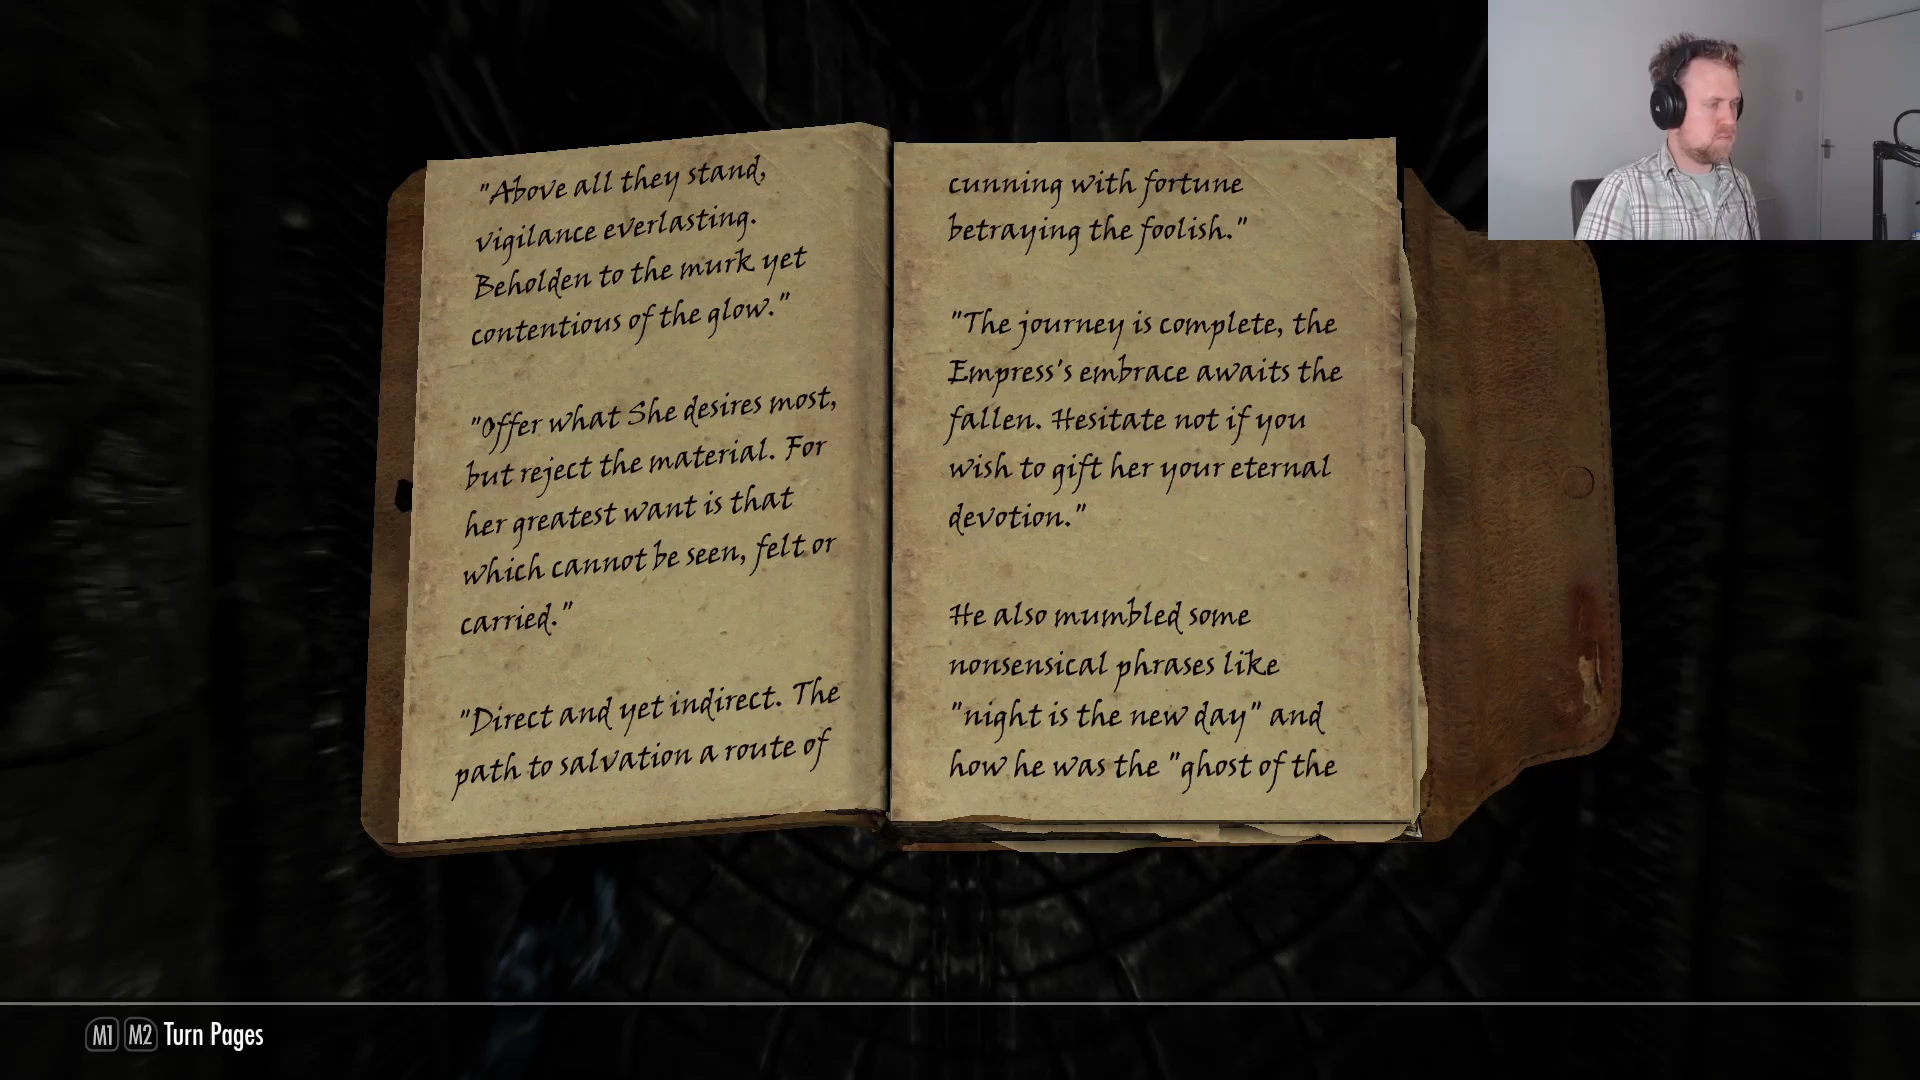 "Above all they stand,
vigilance everlasting.
Beholden to the murk yet
contentious of the glow."
"Offer what She desires most,
but reject the material. For
her greatest want is that
which cannot be seen, felt or
carried."
"Direct and yet indirect. The
path to salvation a route of
cunning with fortune
betraying the foolish."
"The journey is complete, the
Empress's embrace awaits the
fallen. Hesitate not if you
wish to gift her your eternal
devotion."
He also mumbled some
nonsensical phrases like
"night is the new day" and
how he was the "ghost of the
M1 M2 Turn Pages